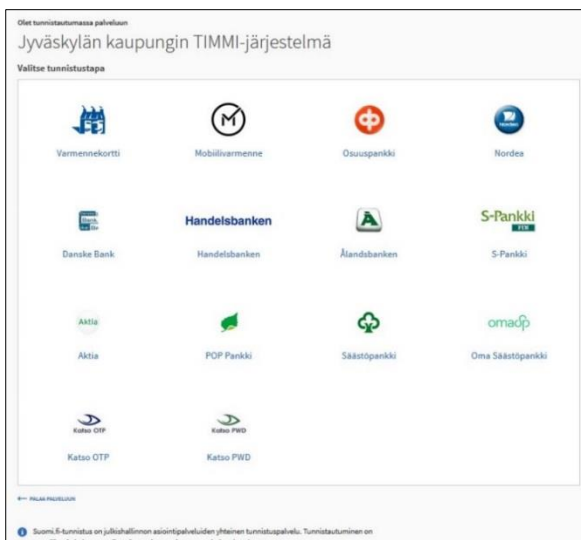 Olet tunnistautumassa palveluun
Jyväskylän kaupungin TIMMI-järjestelmä
Valitse tunnistustapa
Varmennekortti
Mobiilivarmenne
Osuuspankki
Nordea
Handelsbanken
S-Pankki
Danske Bank
Handelsbanken
Ålandsbanken
S-Pankki
Aktia
omasp
Aktia
POP Pankki
Säästöpankki
Oma Säästöpankki
Katso OTP
Katso PWD
Katso OTP
Katso PWD
← PALAA PALVELUUN
Suomi.fi-tunnistus on julkishallinnon asiointipalveluiden yhteinen tunnistuspalvelu. Tunnistautuminen on